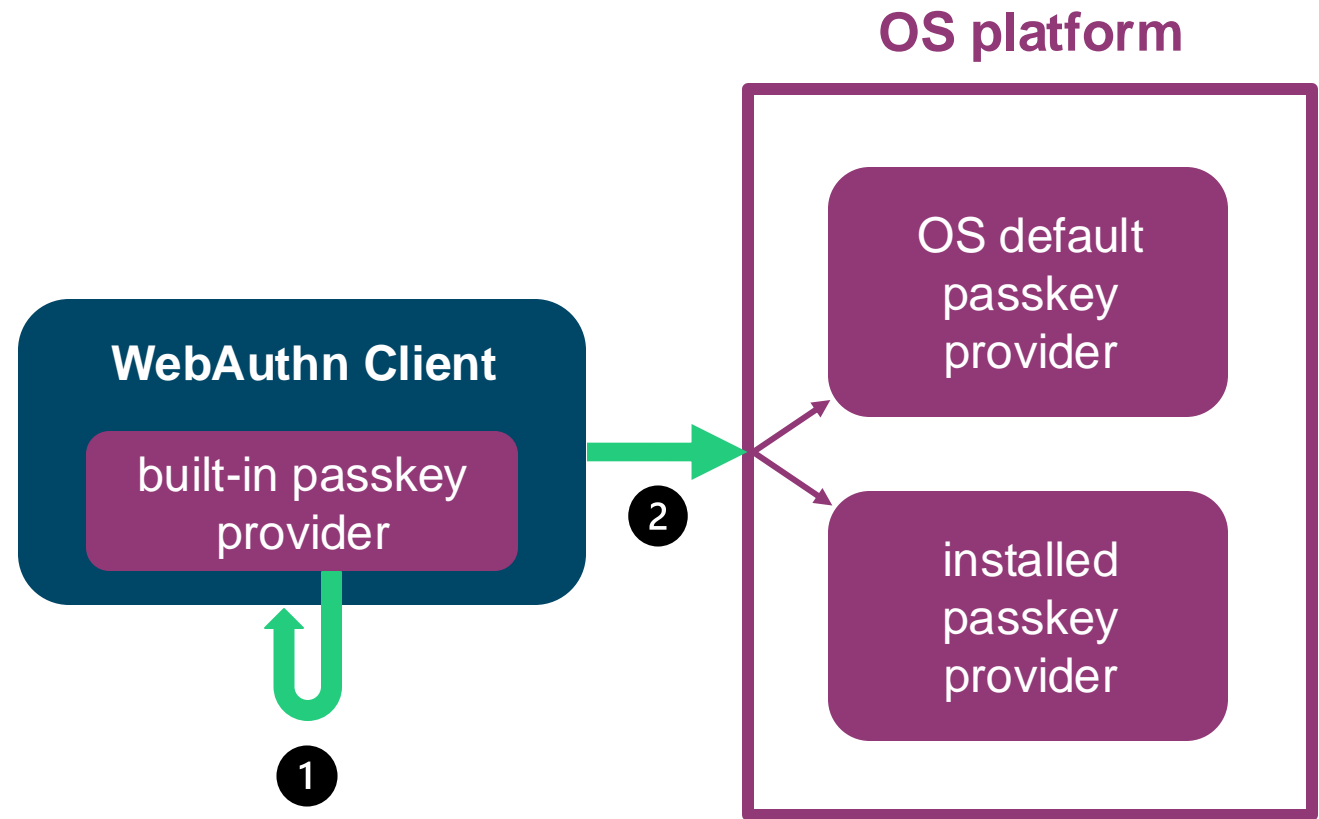 OS platform
OS default
passkey
provider
WebAuthn Client
built-in passkey
provider
2
installed
passkey
provider
1